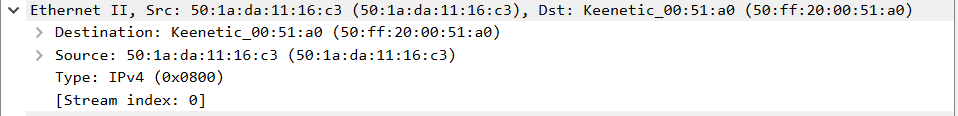 Ethernet II, Src: 50:1a:da:11:16:c3 (50:1a:da:11:16:c3), Dst: Keenetic_00:51:a0 (50:ff:20:00:51:a0)
Destination: Keenetic_00:51:a0 (50:ff:20:00:51:a0)
Source: 50:1a:da:11:16:c3 (50:1a:da:11:16:c3)
Type: IPv4 (0x0800)
[Stream index: 0]